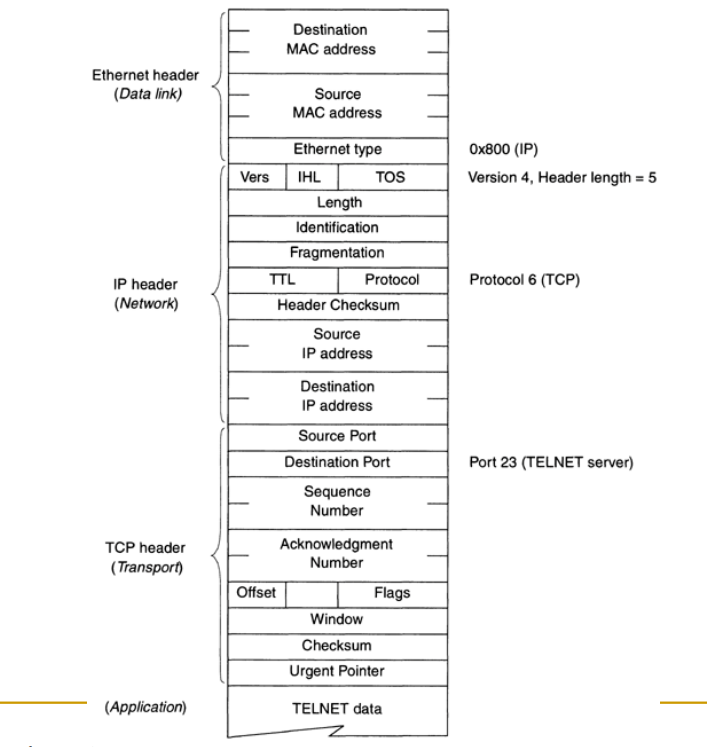 Destination
MAC address
Ethernet header
(Data link)
Source
MAC address
Ethernet type 0x800 (IP)
Vers IHL TOS Version 4, Header length = 5
Length
Identification
Fragmentation
TTL Protocol Protocol 6 (TCP)
IP header
(Network)
Header Checksum
Source
IP address
Destination
IP address
Source Port
Destination Port Port 23 (TELNET server)
Sequence
Number
TCP header
(Transport)
Acknowledgment
Number
Offset Flags
Window
Checksum
Urgent Pointer
(Application) TELNET data